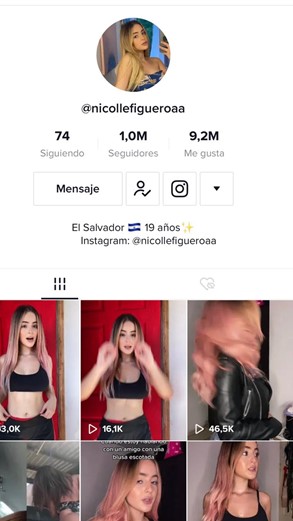 @nicollefigueroaa
74 1,0M 9,2M
Siguiendo Seguidores Me gusta
Mensaje
El Salvador 🇸🇻 19 años✨
Instagram: @nicollefigueroaa
3,0K 16,1K 46,5K
con un amigo con una
blusa escotada